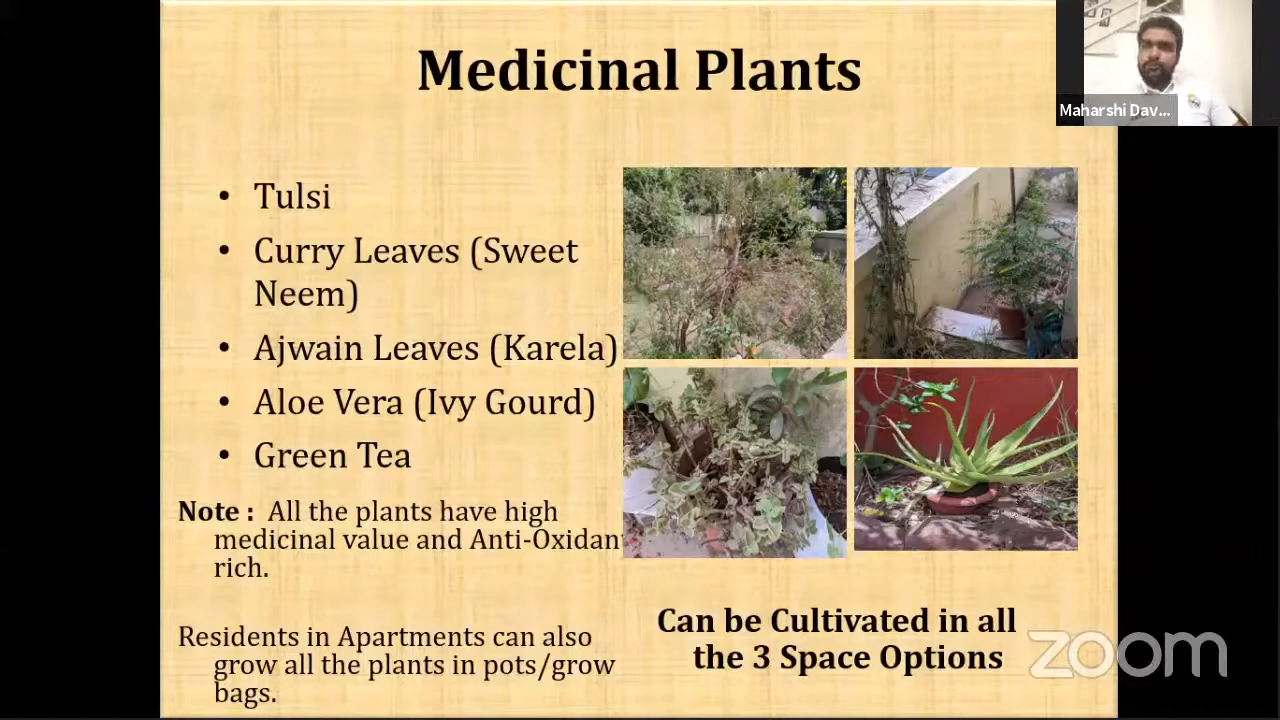 Medicinal Plants
Maharshi Dav...
• Tulsi
• Curry Leaves (Sweet
Neem)
• Ajwain Leaves (Karela)
• Aloe Vera (Ivy Gourd)
• Green Tea
Note : All the plants have high
medicinal value and Anti-Oxidant
rich.
Residents in Apartments can also
grow all the plants in pots/grow
bags.
Can be Cultivated in all
the 3 Space Options
zoom